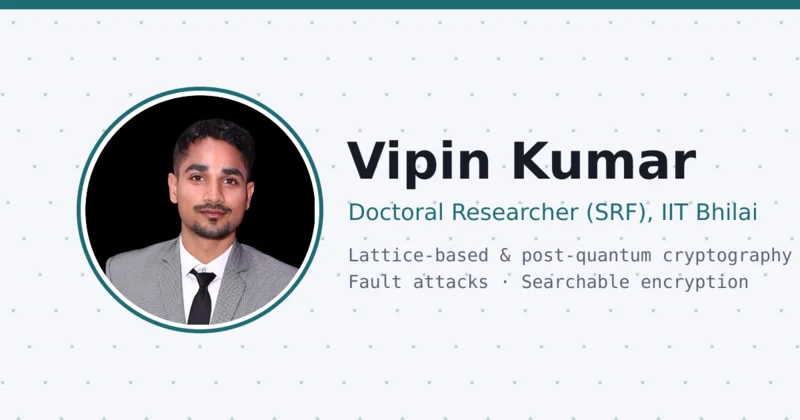 Vipin Kumar
Doctoral Researcher (SRF), IIT Bhilai
Lattice-based & post-quantum cryptography
Fault attacks · Searchable encryption